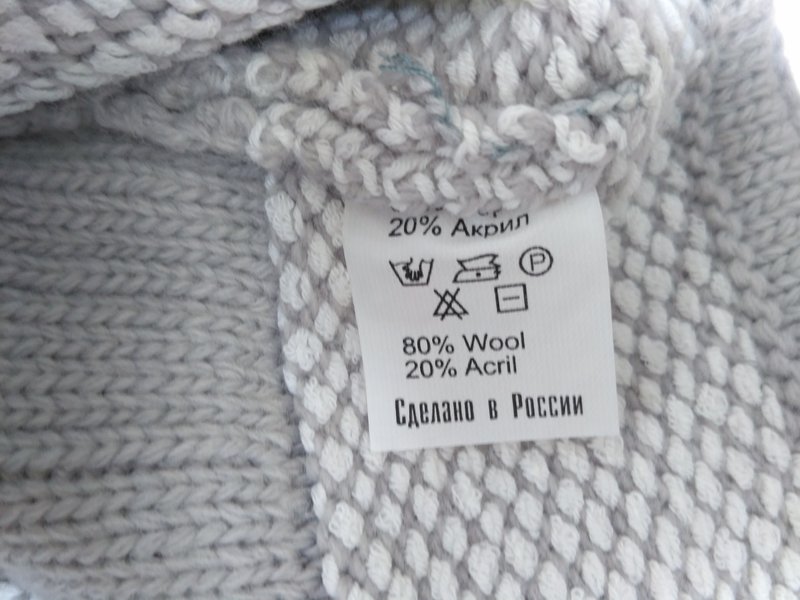 20% Акрил
P
80% Wool
20% Acril
Сделано в России